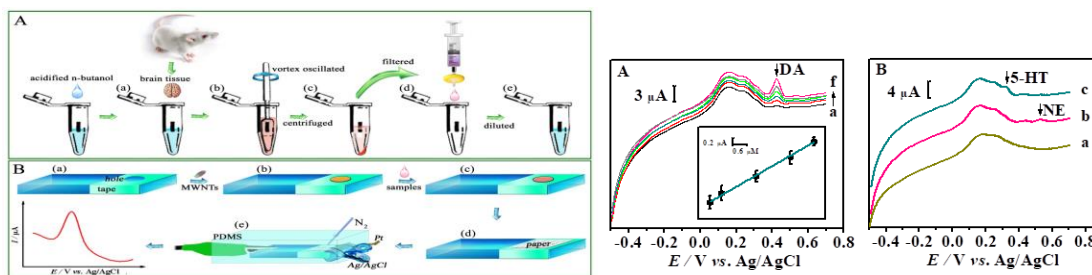 A
acidified n-butanol
brain tissue
vortex oscillated
filtered
(a)
(b)
(c)
(d)
(e)
centrifuged
diluted
B
(a)
hole
tape
MWNTs
(b)
samples
(c)
(e)
PDMS
N2
Pt
Ag/AgCl
(d)
paper
I / μA
E / V vs. Ag/AgCl
A
3 μA
DA
f
a
0.2 μA
0.6 μM
-0.4 -0.2 0.0 0.2 0.4 0.6 0.8
E / V vs. Ag/AgCl
B
4 μA
5-HT
c
NE
b
a
-0.4 -0.2 0.0 0.2 0.4 0.6 0.8
E / V vs. Ag/AgCl